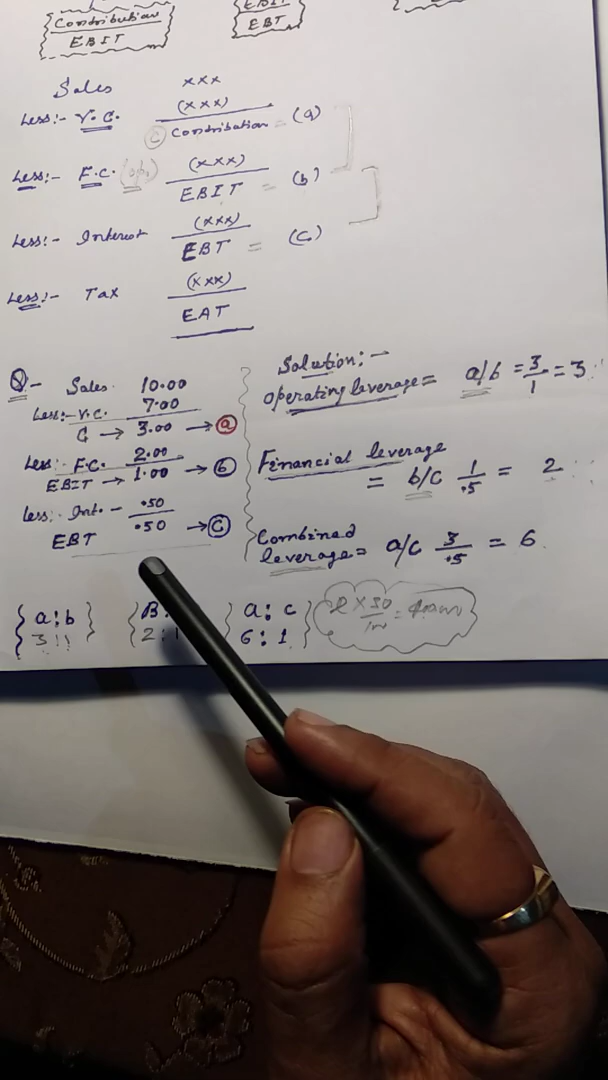 Contribution
EBIT
EBIT
EBT
Sales xxx
Less:- V.C. (xxx)
C Contribution = (a)
Less:- F.C. (xxx)
EBIT = (b)
Less:- Interest (xxx)
EBT = (C)
Less:- Tax (xxx)
EAT
Q- Sales. 10.00
Less:- V.C. 7.00
C → 3.00 → a
Less:- F.C. 2.00
EBIT → 1.00 → b
Less:- Int. - .50
EBT .50 → C
Solution:-
Operating leverage = a/b = 3/1 = 3
Financial leverage
= b/c 1/.5 = 2
Combined
leverage = a/c 3/.5 = 6
a:b B: a:c
3:1 2:1 6:1